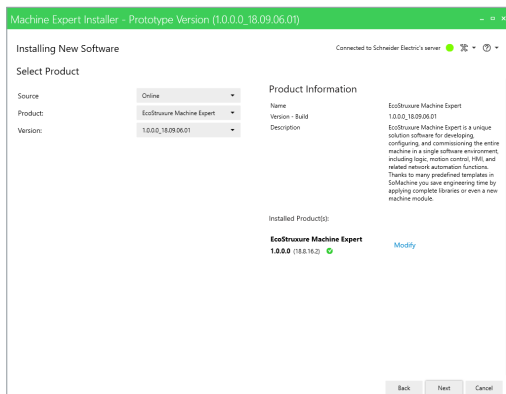 Machine Expert Installer - Prototype Version (1.0.0.0_18.09.06.01)
Installing New Software
Connected to Schneider Electric's server
Select Product
Source
Online
Product:
EcoStruxure Machine Expert
Version:
1.0.0.0_18.09.06.01
Product Information
Name
EcoStruxure Machine Expert
Version - Build
1.0.0.0_18.09.06.01
Description
EcoStruxure Machine Expert is a unique
solution software for developing,
configuring, and commissioning the entire
machine in a single software environment,
including logic, motion control, HMI, and
related network automation functions.
Thanks to many predefined templates in
SoMachine you save engineering time by
applying complete libraries or even a new
machine module.
Installed Product(s):
EcoStruxure Machine Expert
1.0.0.0 (18.8.16.2)
Modify
Back
Next
Cancel